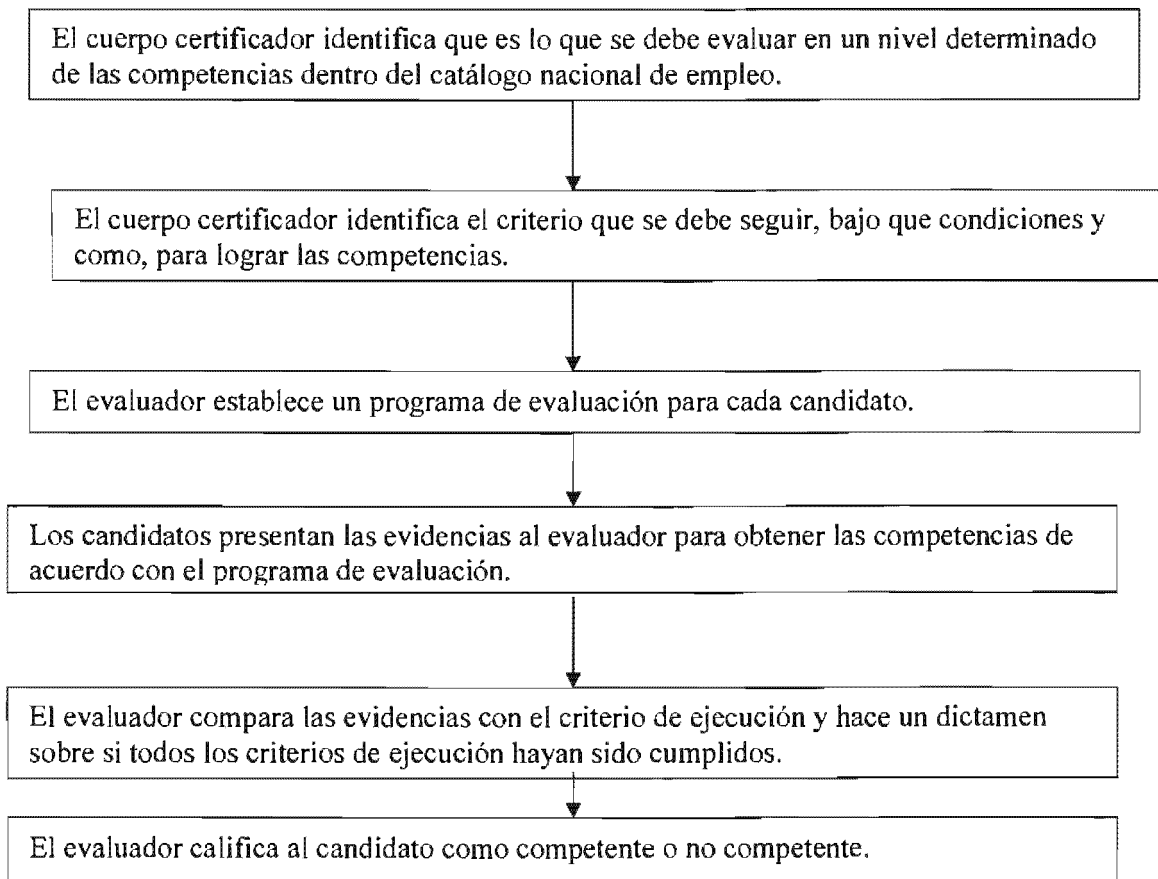 El cuerpo certificador identifica que es lo que se debe evaluar en un nivel determinado
de las competencias dentro del catálogo nacional de empleo.
El cuerpo certificador identifica el criterio que se debe seguir, bajo que condiciones y
como, para lograr las competencias.
El evaluador establece un programa de evaluación para cada candidato.
Los candidatos presentan las evidencias al evaluador para obtener las competencias de
acuerdo con el programa de evaluación.
El evaluador compara las evidencias con el criterio de ejecución y hace un dictamen
sobre si todos los criterios de ejecución hayan sido cumplidos.
El evaluador califica al candidato como competente o no competente.